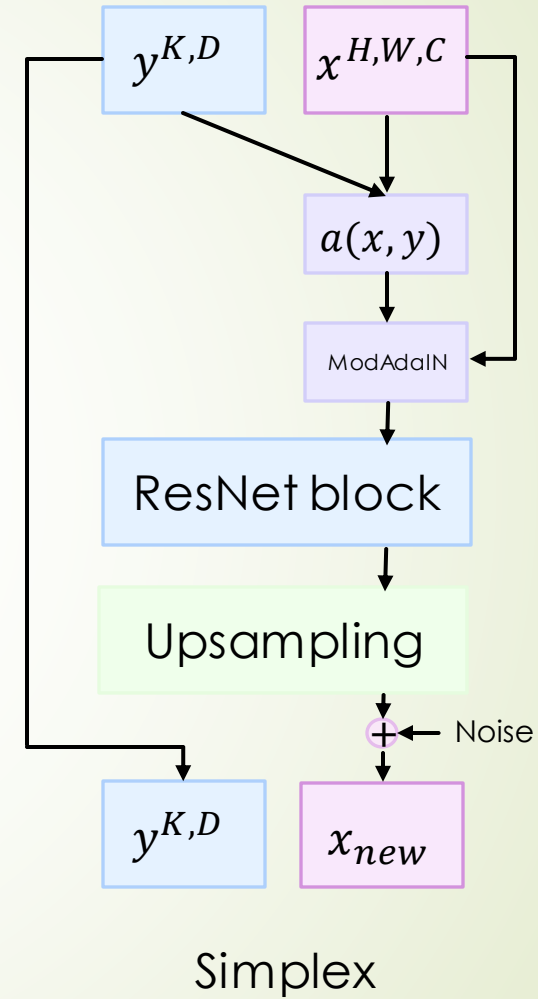 y^{K,D}
x^{H,W,C}
a(x, y)
ModAdaIN
ResNet block
Upsampling
+
Noise
y^{K,D}
x_{new}
Simplex